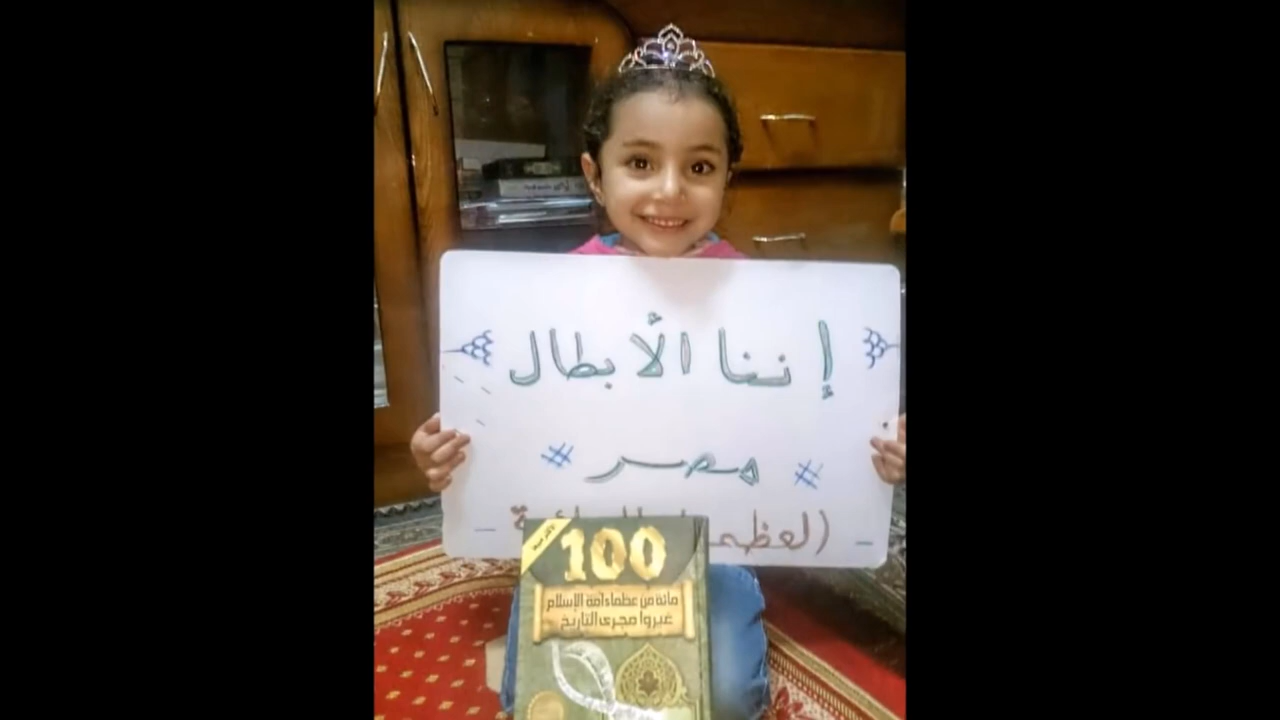 إننا الأبطال
# مصر #
100
مائة من عظماء أمة الإسلام
غيروا مجرى التاريخ